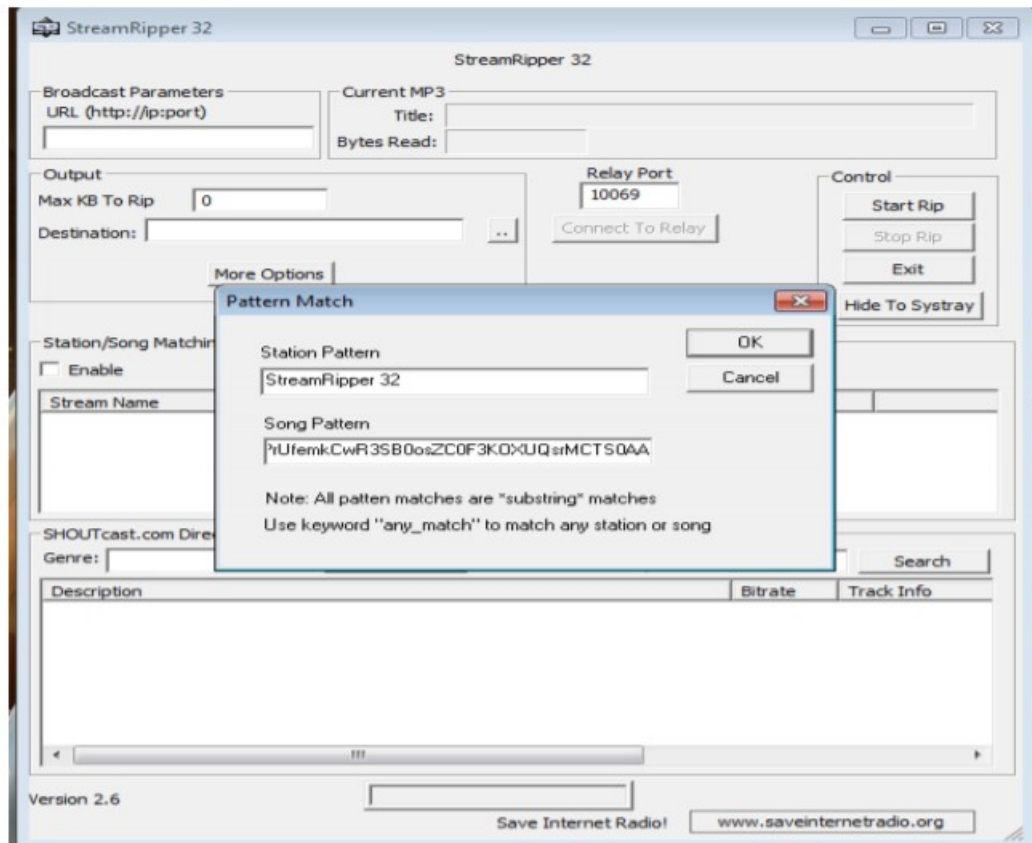 StreamRipper 32
StreamRipper 32
Broadcast Parameters
URL (http://ip:port)
Current MP3
Title:
Bytes Read:
Output
Max KB To Rip 0
Destination: ..
More Options
Relay Port
10069
Connect To Relay
Control
Start Rip
Stop Rip
Exit
Hide To Systray
Pattern Match
Station Pattern
StreamRipper 32
Song Pattern
rUfemkCwR3SB0osZC0F3KOXUQsrMCTS0AA
Note: All patten matches are "substring" matches
Use keyword "any_match" to match any station or song
OK
Cancel
Station/Song Matchin
Enable
Stream Name
SHOUTcast.com Dire
Genre: Search
Description Bitrate Track Info
Version 2.6
Save Internet Radio! www.saveinternetradio.org